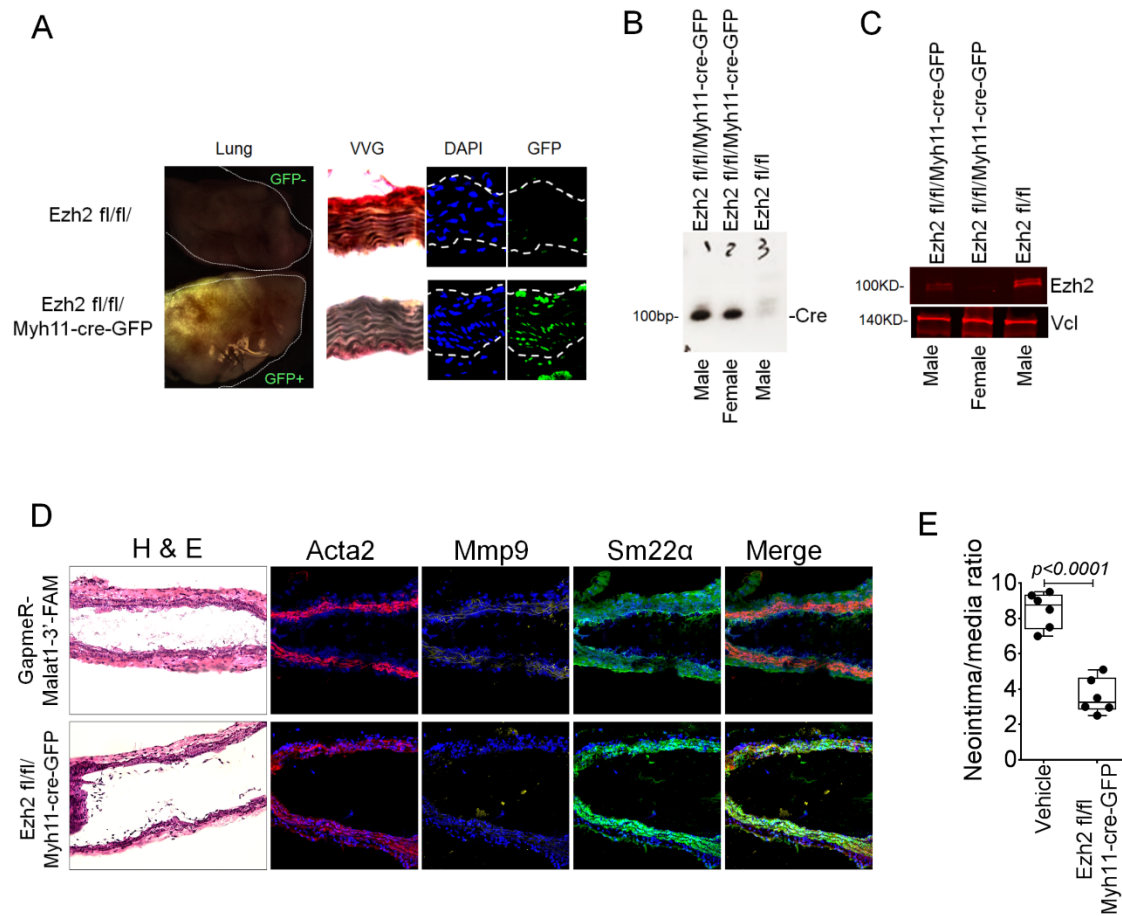 A
Lung
VVG
DAPI
GFP
Ezh2 fl/fl/
GFP-
Ezh2 fl/fl/
Myh11-cre-GFP
GFP+
B
Ezh2 fl/fl/Myh11-cre-GFP
Ezh2 fl/fl/Myh11-cre-GFP
Ezh2 fl/fl
1 2 3
100bp-
-Cre
Male
Female
Male
C
Ezh2 fl/fl/Myh11-cre-GFP
Ezh2 fl/fl/Myh11-cre-GFP
Ezh2 fl/fl
100KD-
Ezh2
140KD-
Vcl
Male
Female
Male
D
H & E
Acta2
Mmp9
Sm22α
Merge
GapmeR-
Malat1-3'-FAM
Ezh2 fl/fl/
Myh11-cre-GFP
E
p<0.0001
Neointima/media ratio
10
8
6
4
2
0
Vehicle
Ezh2 fl/fl
Myh11-cre-GFP